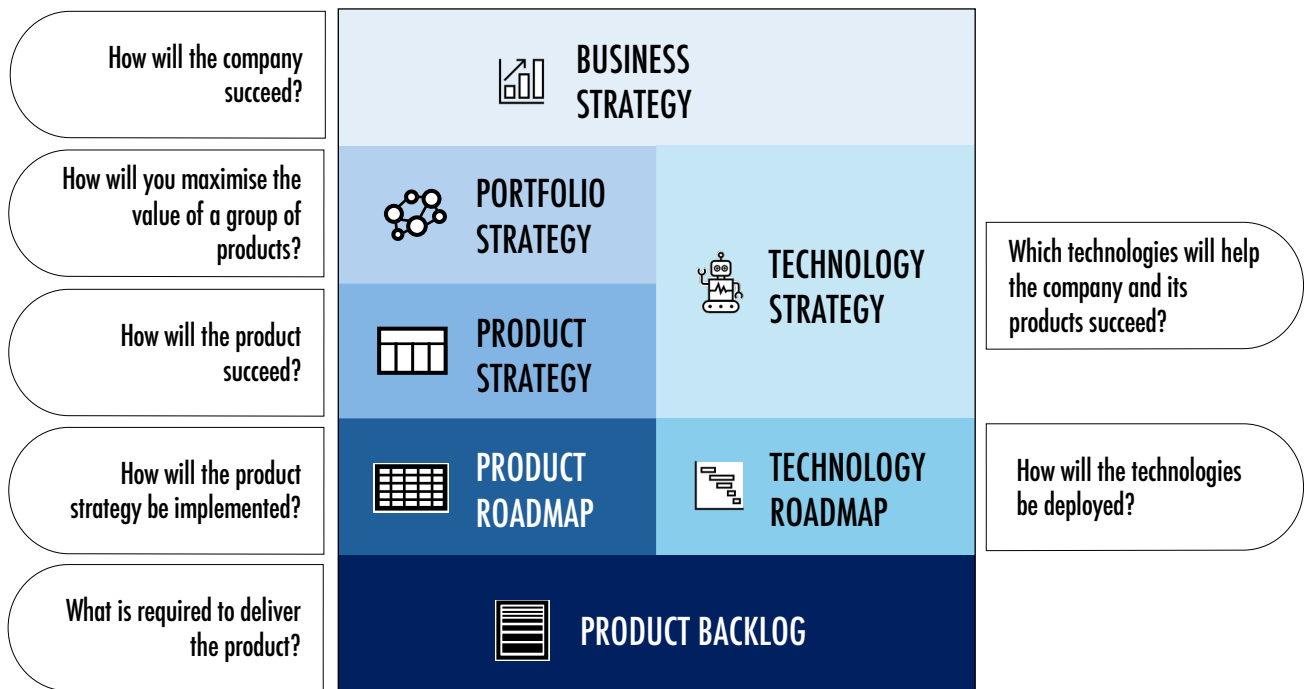 How will the company
succeed?
BUSINESS
STRATEGY
How will you maximise the
value of a group of
products?
PORTFOLIO
STRATEGY
TECHNOLOGY
STRATEGY
Which technologies will help
the company and its
products succeed?
How will the product
succeed?
PRODUCT
STRATEGY
How will the product
strategy be implemented?
PRODUCT
ROADMAP
TECHNOLOGY
ROADMAP
How will the technologies
be deployed?
What is required to deliver
the product?
PRODUCT BACKLOG